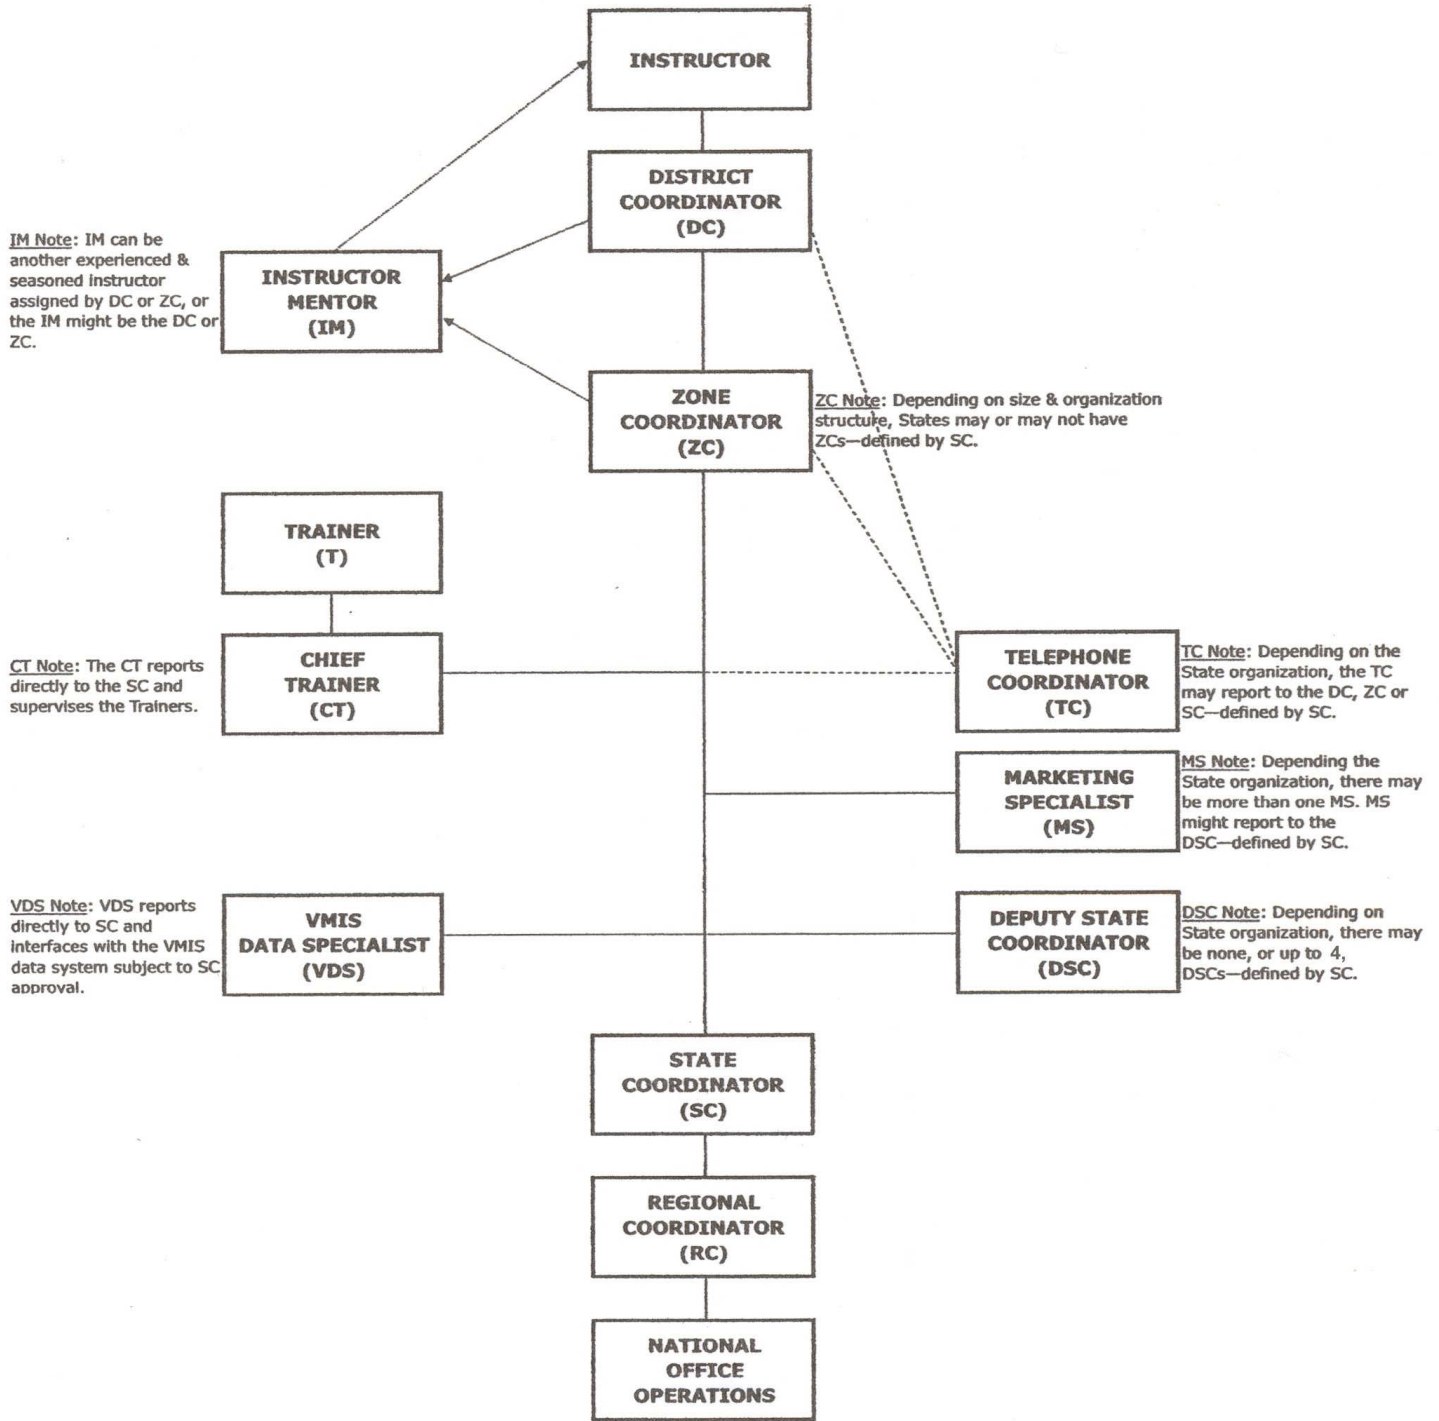 INSTRUCTOR
DISTRICT
COORDINATOR
(DC)
IM Note: IM can be
another experienced &
seasoned instructor
assigned by DC or ZC, or
the IM might be the DC or
ZC.
INSTRUCTOR
MENTOR
(IM)
ZONE
COORDINATOR
(ZC)
ZC Note: Depending on size & organization
structure, States may or may not have
ZCs—defined by SC.
TRAINER
(T)
CT Note: The CT reports
directly to the SC and
supervises the Trainers.
CHIEF
TRAINER
(CT)
TELEPHONE
COORDINATOR
(TC)
TC Note: Depending on the
State organization, the TC
may report to the DC, ZC or
SC—defined by SC.
MARKETING
SPECIALIST
(MS)
MS Note: Depending the
State organization, there may
be more than one MS. MS
might report to the
DSC—defined by SC.
VDS Note: VDS reports
directly to SC and
interfaces with the VMIS
data system subject to SC
approval.
VMIS
DATA SPECIALIST
(VDS)
DEPUTY STATE
COORDINATOR
(DSC)
DSC Note: Depending on
State organization, there may
be none, or up to 4,
DSCs—defined by SC.
STATE
COORDINATOR
(SC)
REGIONAL
COORDINATOR
(RC)
NATIONAL
OFFICE
OPERATIONS